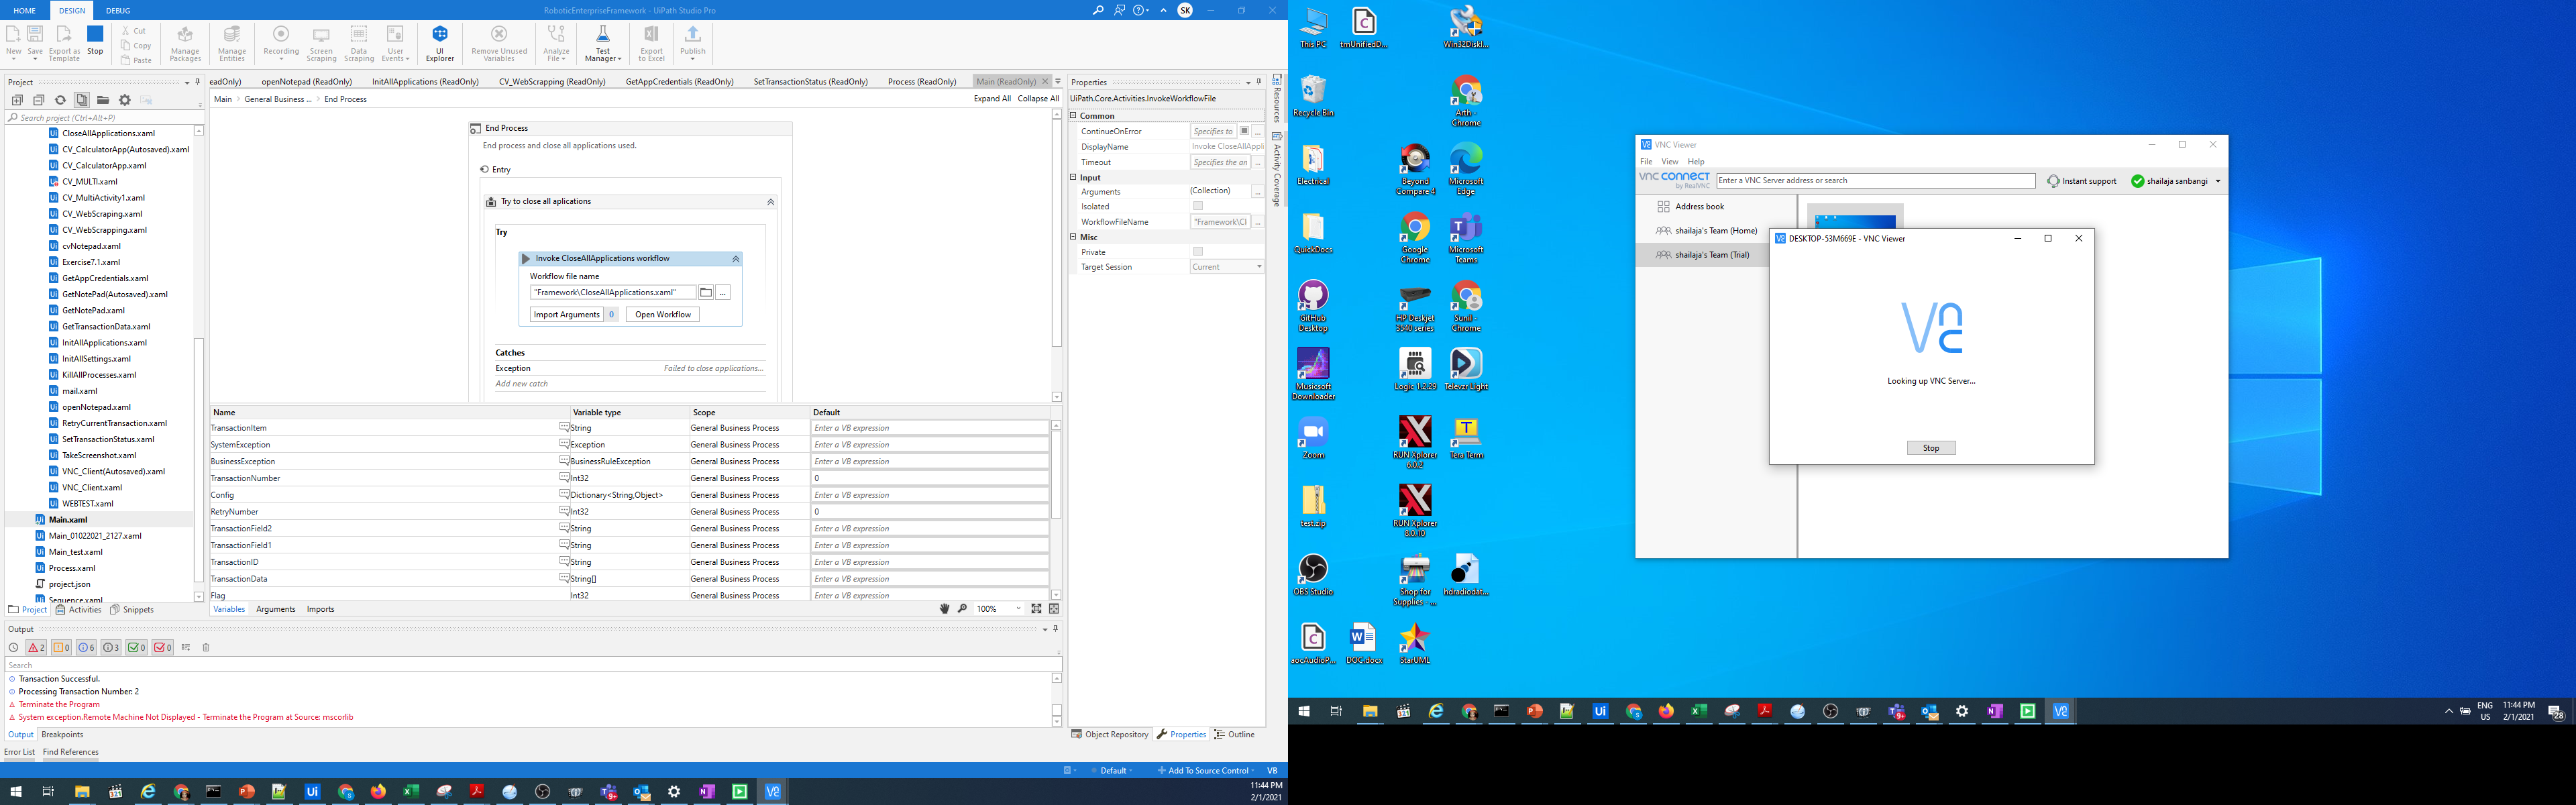 HOME DESIGN DEBUG RoboticEnterpriseFramework - UiPath Studio Pro SK
New Save Export as Template Stop Cut Copy Paste Manage Packages Manage Entities Recording Screen Scraping Data Scraping User Events UI Explorer Remove Unused Variables Analyze File Test Manager Export to Excel Publish
Project
Search project (Ctrl+Alt+P)
CloseAllApplications.xaml
CV_CalculatorApp(Autosaved).xaml
CV_CalculatorApp.xaml
CV_MULTI.xaml
CV_MultiActivity1.xaml
CV_WebScraping.xaml
CV_WebScrapping.xaml
cvNotepad.xaml
Exercise7.1.xaml
GetAppCredentials.xaml
GetNotePad(Autosaved).xaml
GetNotePad.xaml
GetTransactionData.xaml
InitAllApplications.xaml
InitAllSettings.xaml
KillAllProcesses.xaml
mail.xaml
openNotepad.xaml
RetryCurrentTransaction.xaml
SetTransactionStatus.xaml
TakeScreenshot.xaml
VNC_Client(Autosaved).xaml
VNC_Client.xaml
WEBTEST.xaml
Main.xaml
Main_01022021_2127.xaml
Main_test.xaml
Process.xaml
project.json
Sequence.xaml
Project Activities Snippets
eadOnly) openNotepad (ReadOnly) InitAllApplications (ReadOnly) CV_WebScrapping (ReadOnly) GetAppCredentials (ReadOnly) SetTransactionStatus (ReadOnly) Process (ReadOnly) Main (ReadOnly)
Main > General Business ... > End Process Expand All Collapse All
End Process
End process and close all applications used.
Entry
Try to close all aplications
Try
Invoke CloseAllApplications workflow
Workflow file name
"Framework\CloseAllApplications.xaml" ...
Import Arguments 0 Open Workflow
Catches
Exception Failed to close applications...
Add new catch
Name Variable type Scope Default
TransactionItem String General Business Process Enter a VB expression
SystemException Exception General Business Process Enter a VB expression
BusinessException BusinessRuleException General Business Process Enter a VB expression
TransactionNumber Int32 General Business Process 0
Config Dictionary<String,Object> General Business Process Enter a VB expression
RetryNumber Int32 General Business Process 0
TransactionField2 String General Business Process Enter a VB expression
TransactionField1 String General Business Process Enter a VB expression
TransactionID String General Business Process Enter a VB expression
TransactionData String[] General Business Process Enter a VB expression
Flag Int32 General Business Process Enter a VB expression
Variables Arguments Imports 100%
Properties
UiPath.Core.Activities.InvokeWorkflowFile
Common
ContinueOnError Specifies to ...
DisplayName Invoke CloseAllAppli
Timeout Specifies the an ...
Input
Arguments (Collection) ...
Isolated
WorkflowFileName "Framework\Cl ...
Misc
Private
Target Session Current
Resources
Activity Coverage
Object Repository Properties Outline
Output
2 0 6 3 0 0
Search
Transaction Successful.
Processing Transaction Number: 2
Terminate the Program
System exception.Remote Machine Not Displayed - Terminate the Program at Source: mscorlib
Output Breakpoints
Error List Find References
Default Add To Source Control VB
11:44 PM
2/1/2021
This PC tmUnifiedD... Win32DiskI...
Recycle Bin Arth - Chrome
Electrical Beyond Compare 4 Microsoft Edge
QuickDocs Google Chrome Microsoft Teams
GitHub Desktop HP Deskjet 3540 series Sunil - Chrome
Musicsoft Downloader Logic 1.2.29 Televzr Light
Zoom RUN Xplorer 6.0.2 Tera Term
test.zip RUN Xplorer 8.0.10
OBS Studio Shop for Supplies - ... hdradiodat...
aocAudioP... DOC.docx StarUML
VNC Viewer
File View Help
VNC CONNECT by RealVNC Enter a VNC Server address or search Instant support shailaja sanbangi
Address book
shailaja's Team (Home)
shailaja's Team (Trial)
DESKTOP-53M669E - VNC Viewer
Looking up VNC Server...
Stop
ENG US 11:44 PM 2/1/2021 28